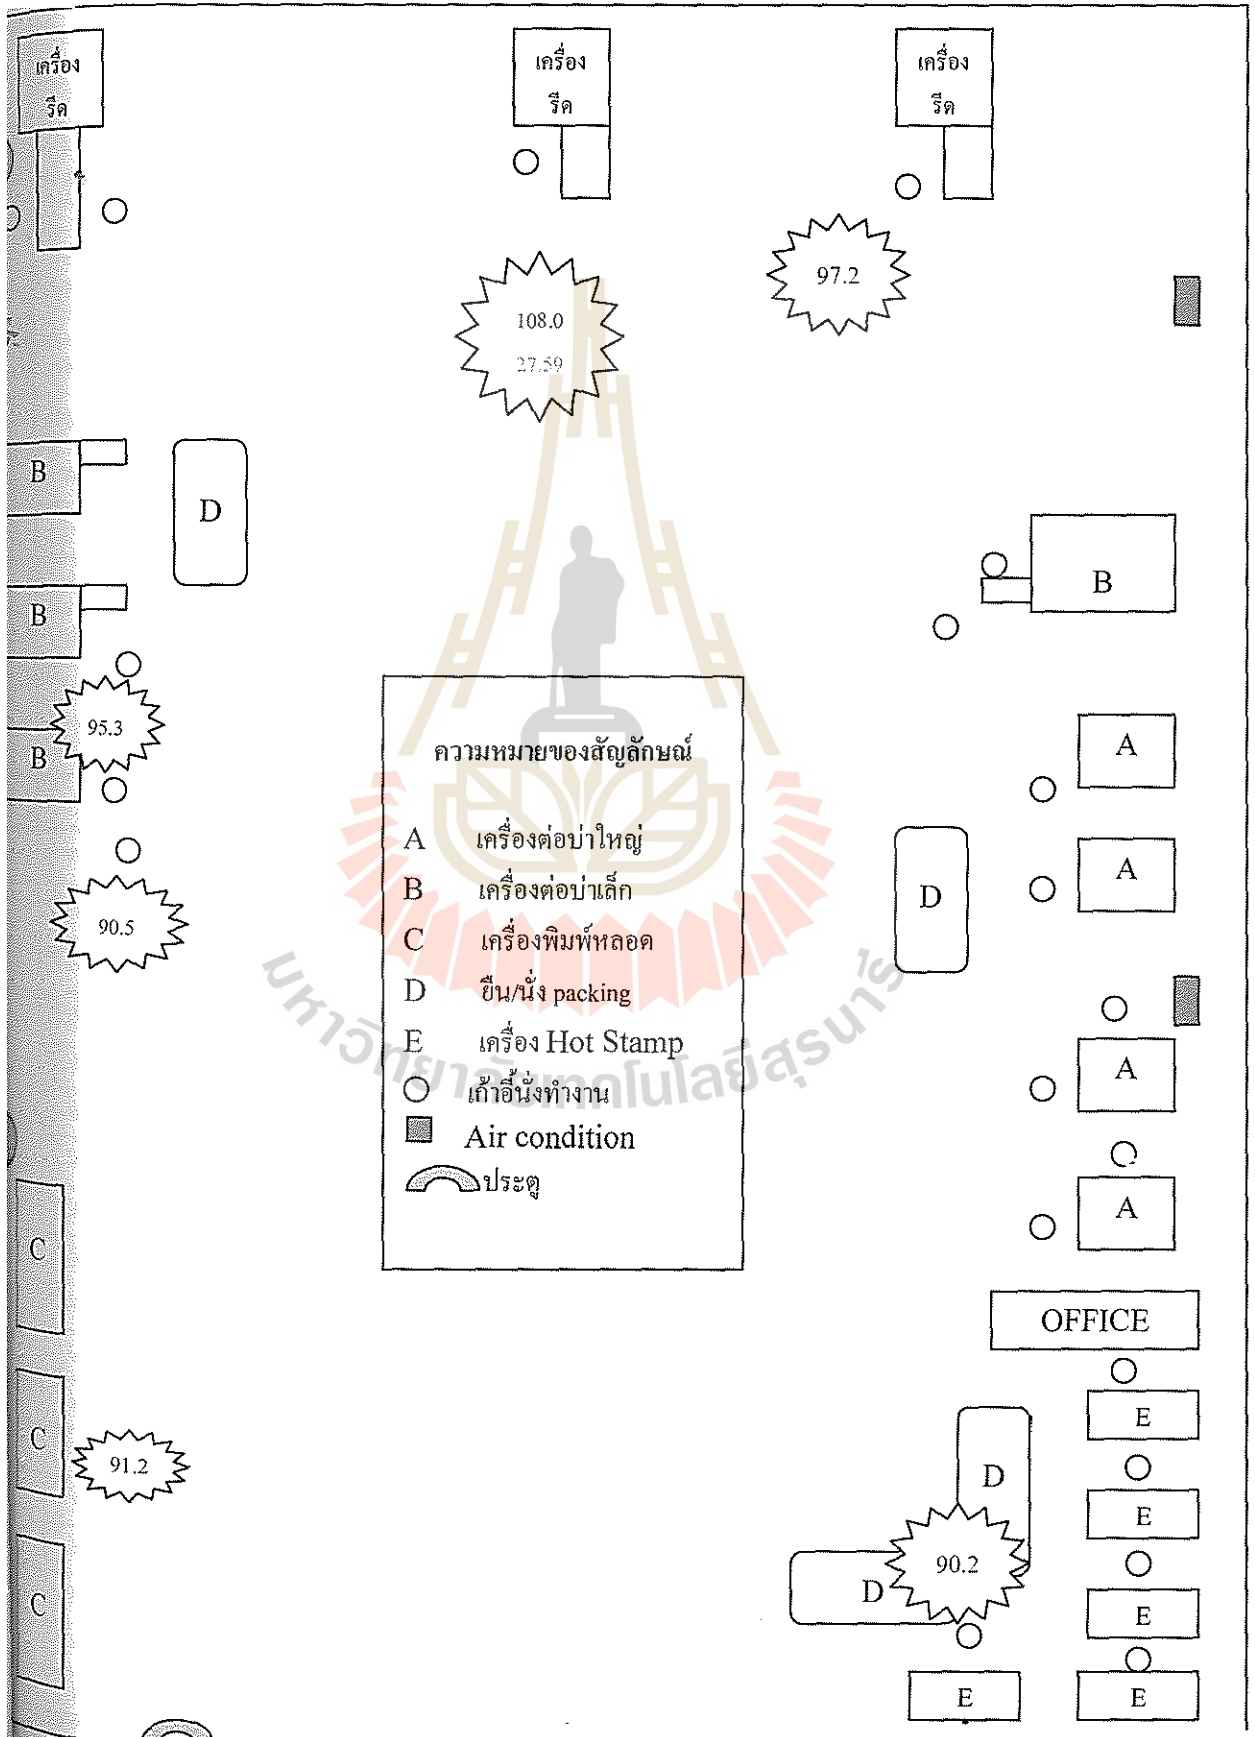 เครื่อง
รีด
เครื่อง
รีด
เครื่อง
รีด
97.2
108.0
27.59
B
D
B
B
95.3
B
A
A
D
90.5
ความหมายของสัญลักษณ์
A เครื่องต่อบ่าใหญ่
B เครื่องต่อบ่าเล็ก
C เครื่องพิมพ์หลอด
D ยืน/นั่ง packing
E เครื่อง Hot Stamp
เก้าอี้นั่งทำงาน
Air condition
ประตู
มหาวิทยาลัยเทคโนโลยีสุรนารี
A
A
C
OFFICE
E
C
91.2
D
E
90.2
D
C
E
E
E